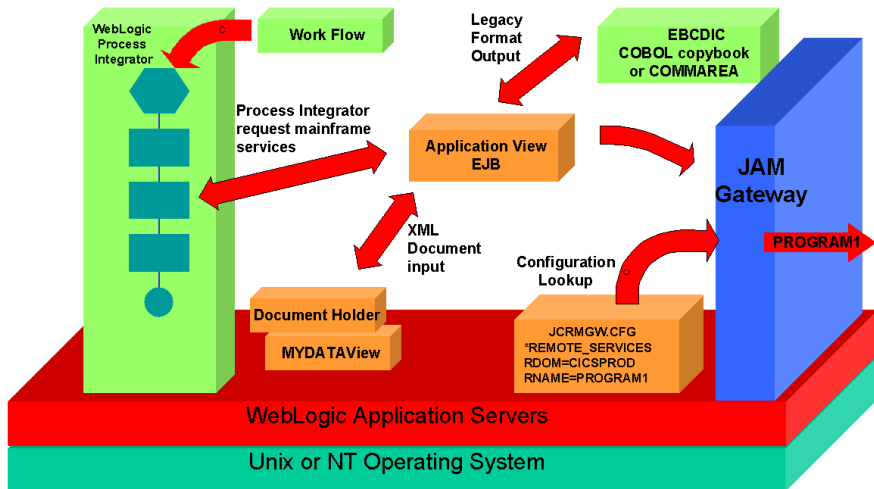 WebLogic
Process
Integrator
Work Flow
Legacy
Format
Output
EBCDIC
COBOL copybook
or COMMAREA
Process Integrator
request mainframe
services
Application View
EJB
JAM
Gateway
PROGRAM1
XML
Document
input
Configuration
Lookup
Document Holder
MYDATAView
JCRMGW.CFG
*REMOTE_SERVICES
RDOM=CICSPROD
RNAME=PROGRAM1
WebLogic Application Servers
Unix or NT Operating System